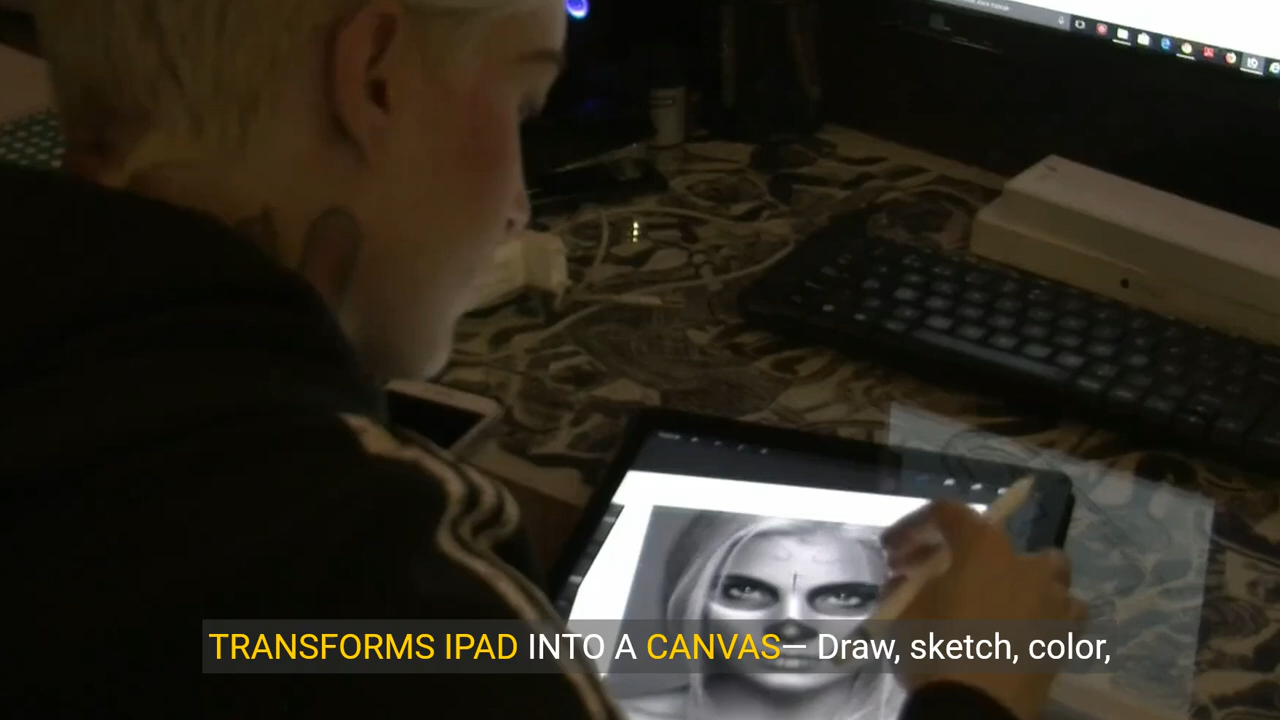 TRANSFORMS IPAD INTO A CANVAS— Draw, sketch, color,